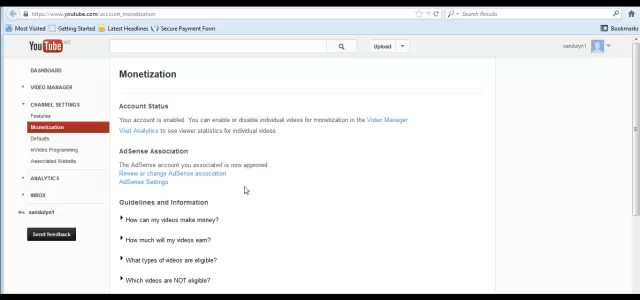 https://www.youtube.com/account_monetization
Search Results
Most Visited Getting Started Latest Headlines Secure Payment Form Bookmarks
YouTube Upload xandulyn1
DASHBOARD
VIDEO MANAGER
CHANNEL SETTINGS
Features
Monetization
Defaults
InVideo Programming
Associated Website
ANALYTICS
INBOX
xandulyn1
Send feedback
Monetization
Account Status
Your account is enabled. You can enable or disable individual videos for monetization in the Video Manager
Visit Analytics to see viewer statistics for individual videos.
AdSense Association
The AdSense account you associated is now approved.
Review or change AdSense association
AdSense Settings
Guidelines and Information
How can my videos make money?
How much will my videos earn?
What types of videos are eligible?
Which videos are NOT eligible?